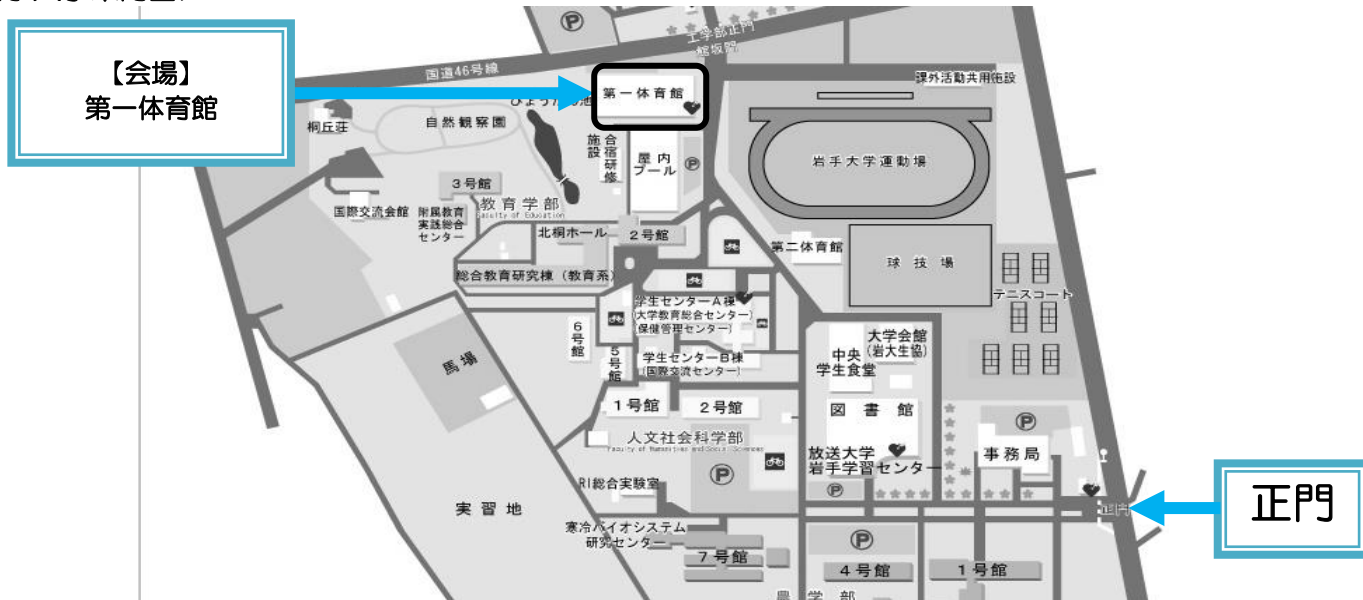 【会場】
第一体育館
国道46号線
工学部正門
館坂門
第一体育館
課外活動共用施設
桐丘荘
自然観察園
合宿研修
施設
屋内
プール
岩手大学運動場
3号館
教育学部
Faculty of Education
国際交流会館
附属教育
実践総合
センター
北桐ホール
2号館
第二体育館
球技場
総合教育研究棟（教育系）
テニスコート
学生センターA棟
(大学教育総合センター)
(保健管理センター)
6号館
5号館
学生センターB棟
(国際交流センター)
大学会館
(岩大生協)
中央
学生食堂
馬場
1号館
2号館
図書館
人文社会科学部
Faculty of Humanities and Social Sciences
放送大学
岩手学習センター
事務局
RI総合実験室
実習地
正門
正門
寒冷バイオシステム
研究センター
7号館
4号館
1号館
農学部
P
P
P
P
P
P